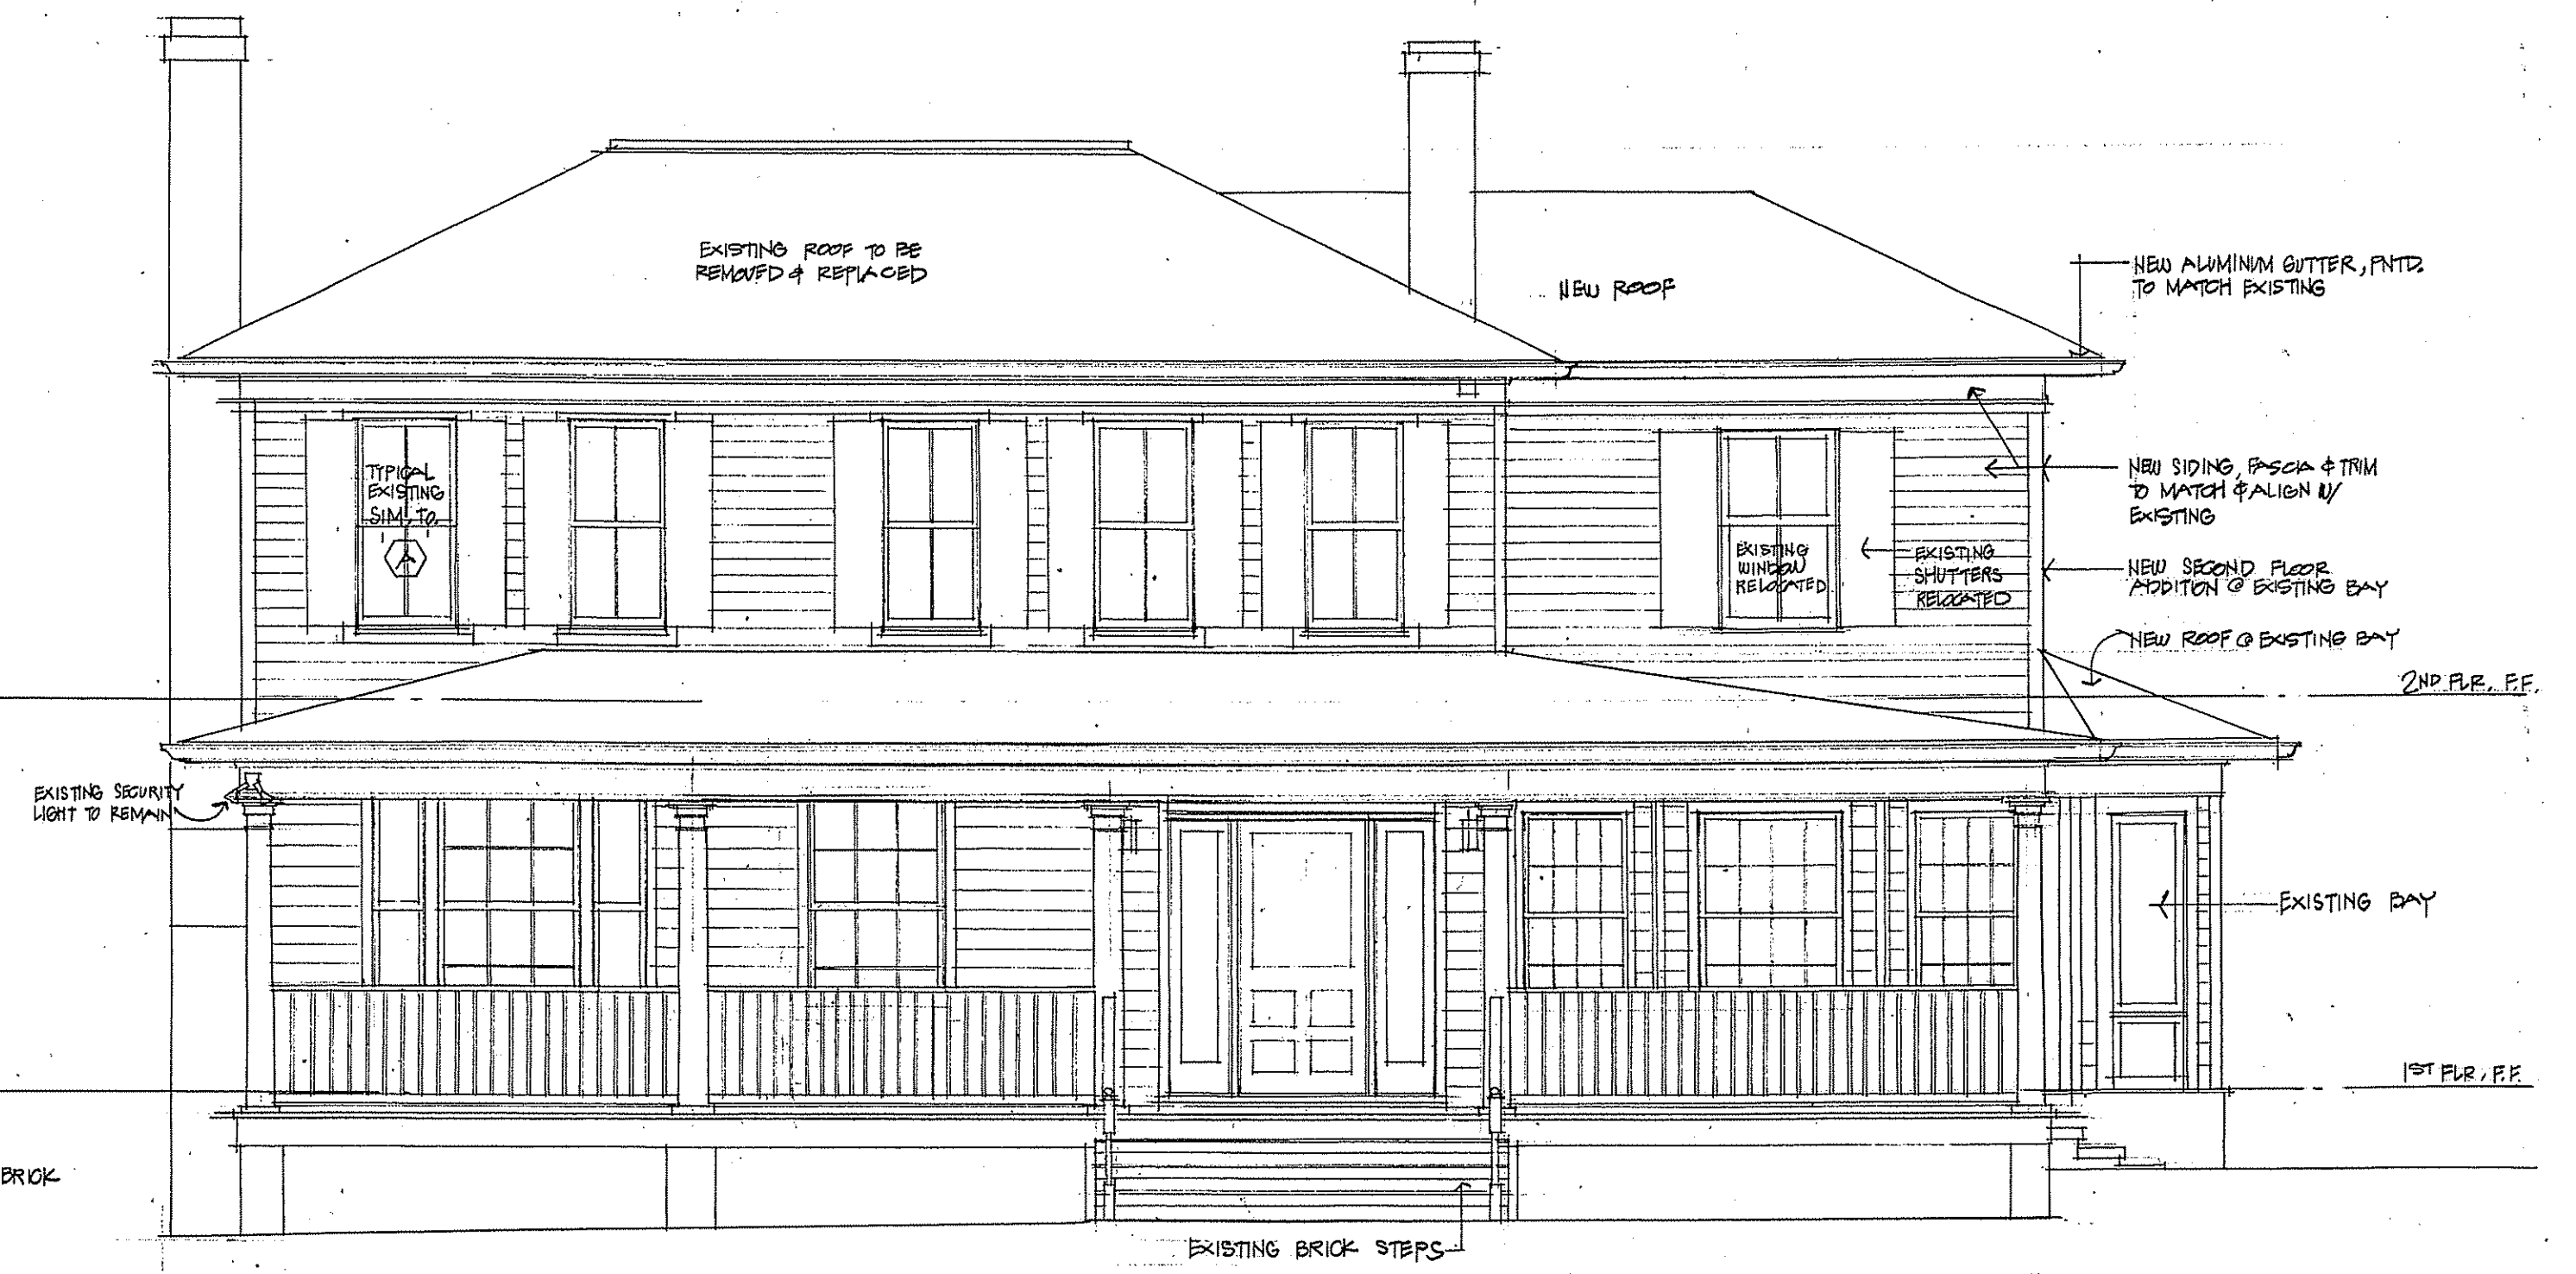 EXISTING ROOF TO BE
REMOVED & REPLACED
NEW ROOF
NEW ALUMINUM GUTTER, PNTD.
TO MATCH EXISTING
TYPICAL
EXISTING
SIM. TO
A
NEW SIDING, FASCIA & TRIM
TO MATCH & ALIGN W/
EXISTING
EXISTING
WINDOW
RELOCATED
EXISTING
SHUTTERS
RELOCATED
NEW SECOND FLOOR
ADDITON @ EXISTING BAY
NEW ROOF @ EXISTING BAY
2ND FLR. F.F.
EXISTING SECURITY
LIGHT TO REMAIN
EXISTING BAY
1ST FLR. F.F.
BRICK
EXISTING BRICK STEPS